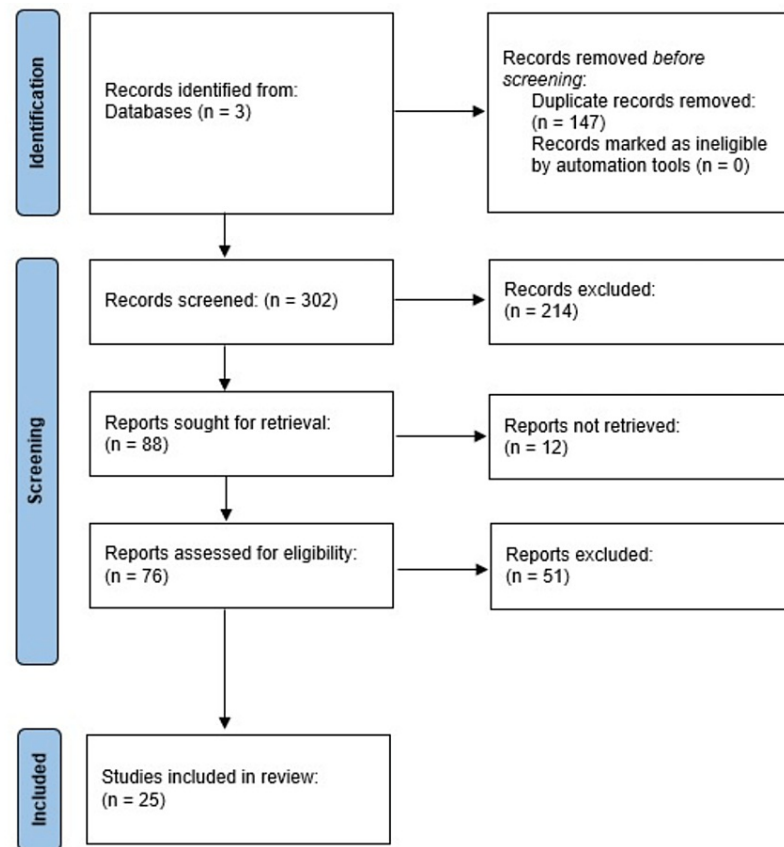 Identification
Records identified from:
Databases (n = 3)
Records removed before
screening:
Duplicate records removed:
(n = 147)
Records marked as ineligible
by automation tools (n = 0)
Screening
Records screened: (n = 302)
Records excluded:
(n = 214)
Reports sought for retrieval:
(n = 88)
Reports not retrieved:
(n = 12)
Reports assessed for eligibility:
(n = 76)
Reports excluded:
(n = 51)
Included
Studies included in review:
(n = 25)